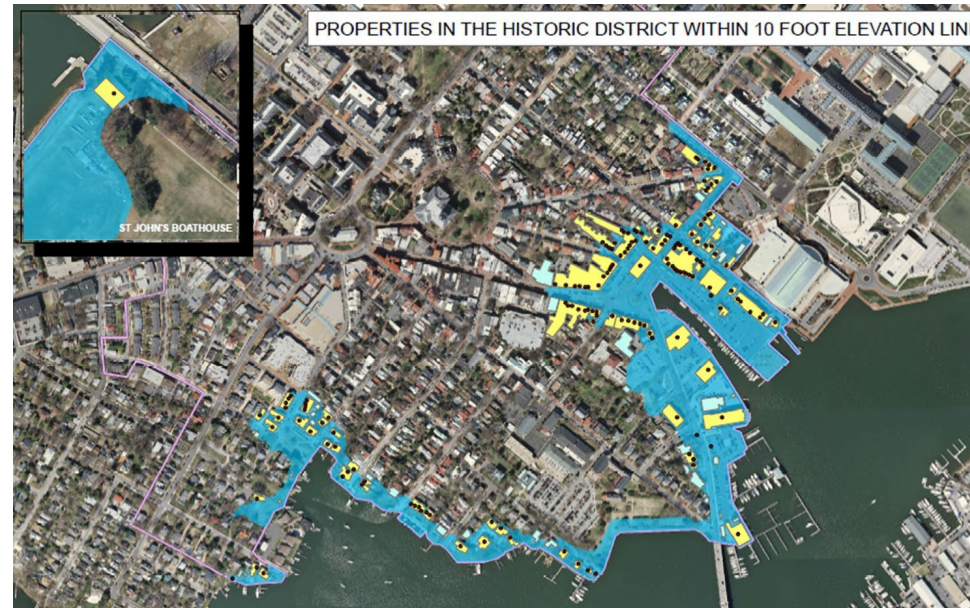 PROPERTIES IN THE HISTORIC DISTRICT WITHIN 10 FOOT ELEVATION LIN
ST JOHN'S BOATHOUSE